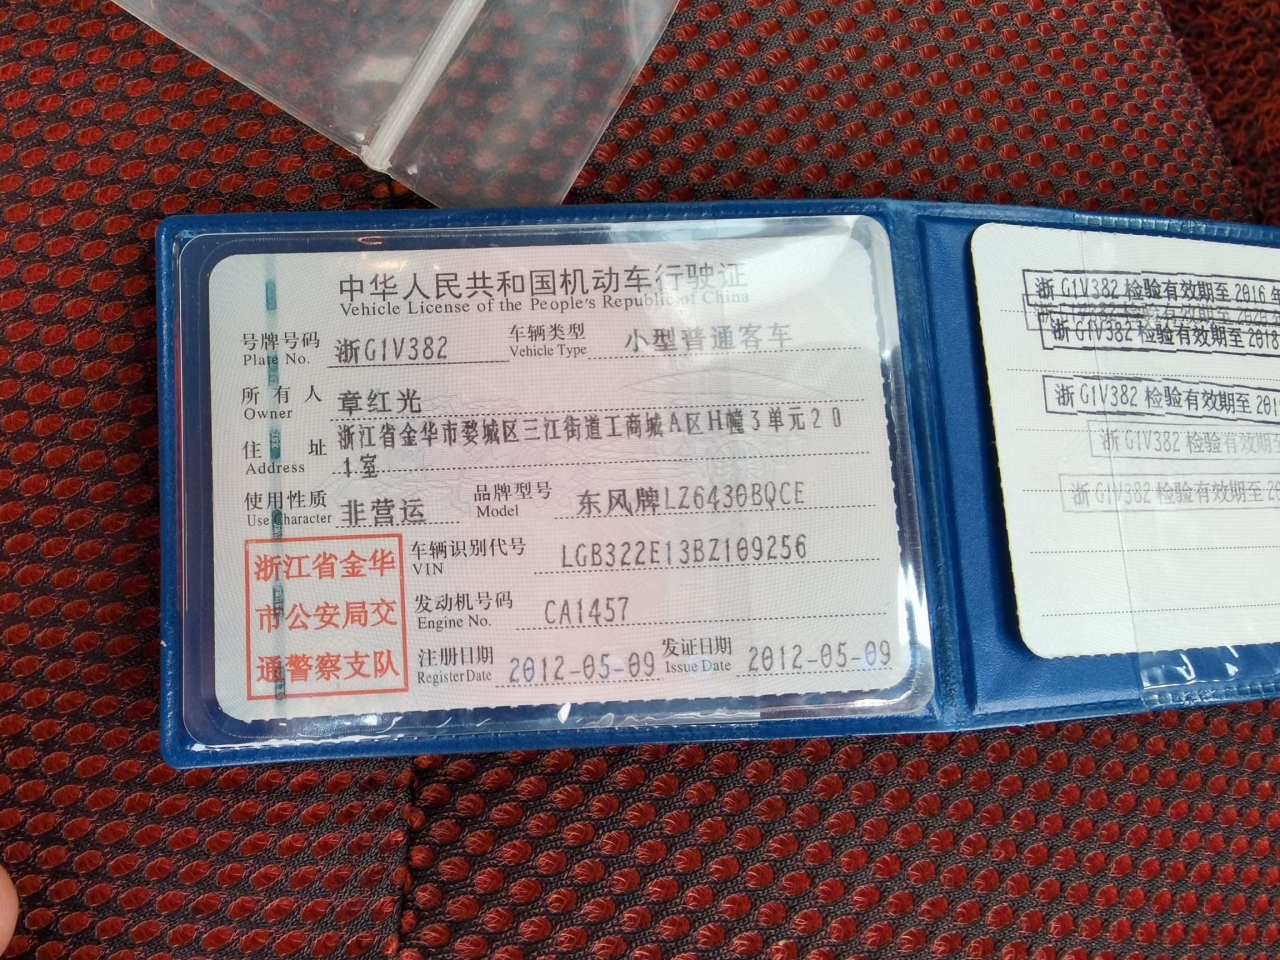 中华人民共和国机动车行驶证
Vehicle License of the People's Republic of China
号牌号码 浙G1V382 车辆类型 小型普通客车
Plate No. Vehicle Type
所有人 章红光
Owner
住址 浙江省金华市婺城区三江街道工商城A区H幢3单元20
Address 1室
使用性质 非营运 品牌型号 东风牌LZ6430BQCE
Use Character Model
浙江省金华
市公安局交
通警察支队
车辆识别代号 LGB322E13BZ109256
VIN
发动机号码 CA1457
Engine No.
注册日期 2012-05-09 发证日期 2012-05-09
Register Date Issue Date
浙G1V382 检验有效期至 2016年
浙G1V382 检验有效期至 2018
浙G1V382 检验有效期至 201
浙G1V382 检验有效期至 2
浙G1V382 检验有效期至 20